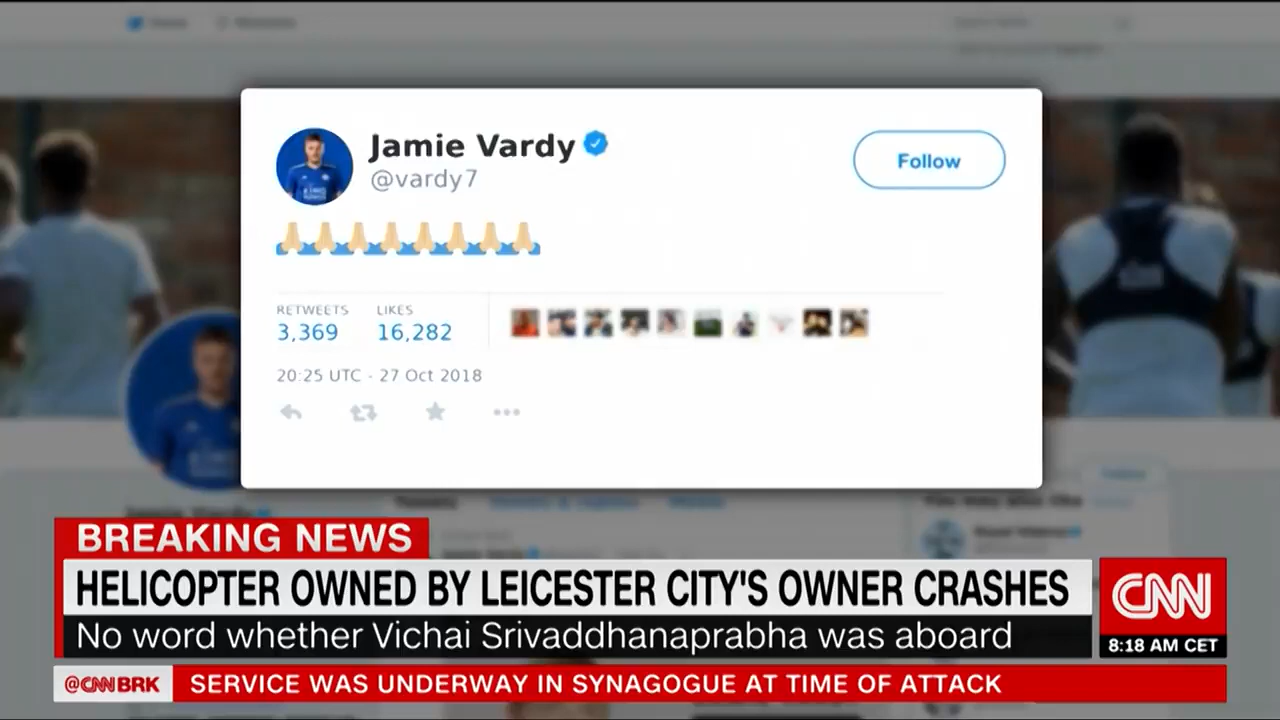 Jamie Vardy
@vardy7
Follow
🙏🏼🙏🏼🙏🏼🙏🏼🙏🏼🙏🏼🙏🏼🙏🏼
RETWEETS LIKES
3,369 16,282
20:25 UTC - 27 Oct 2018
BREAKING NEWS
HELICOPTER OWNED BY LEICESTER CITY'S OWNER CRASHES
No word whether Vichai Srivaddhanaprabha was aboard
CNN
8:18 AM CET
@CNNBRK SERVICE WAS UNDERWAY IN SYNAGOGUE AT TIME OF ATTACK